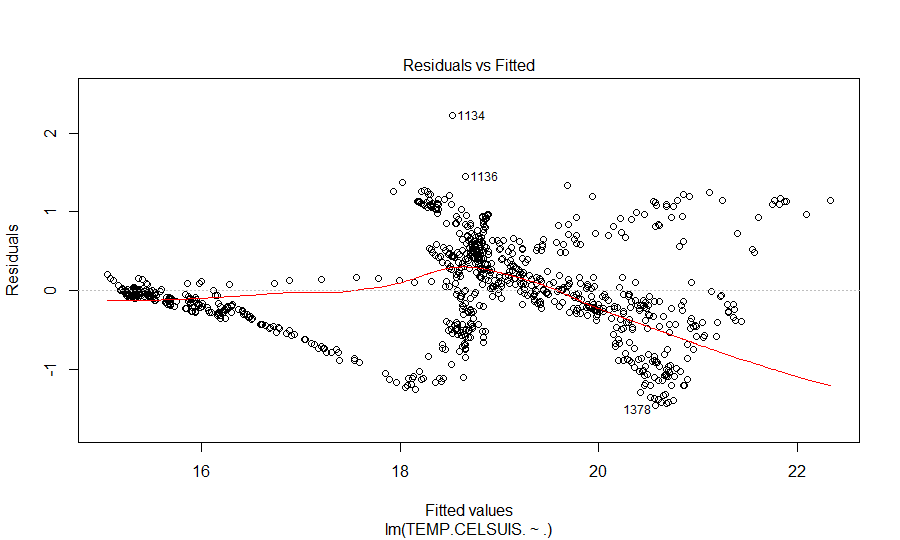 Residuals vs Fitted
Residuals
2
1
0
-1
1134
1136
1378
16
18
20
22
Fitted values
lm(TEMP.CELSUIS. ~ .)